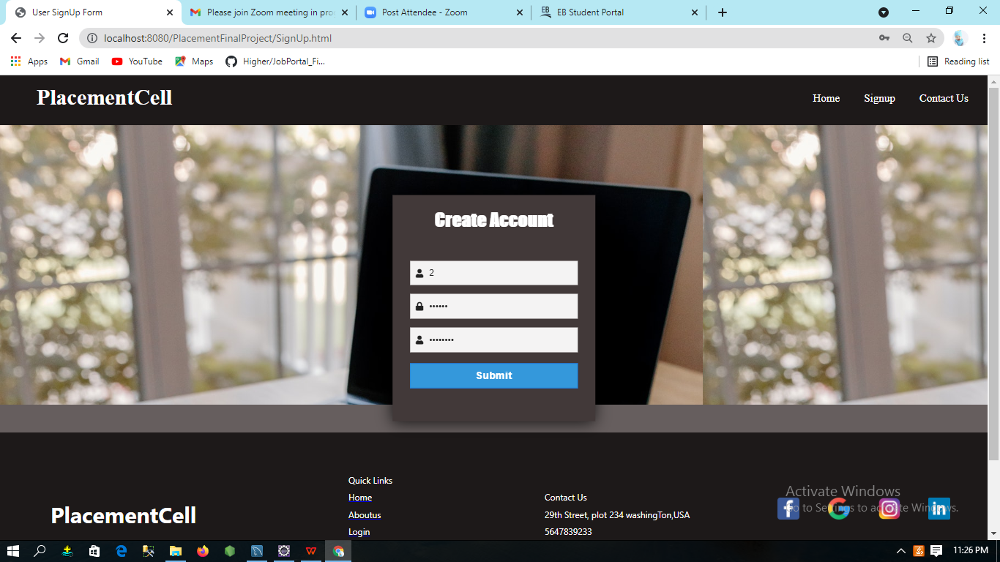 User SignUp Form
Please join Zoom meeting in pro
Post Attendee - Zoom
EB Student Portal
localhost:8080/PlacementFinalProject/SignUp.html
Apps
Gmail
YouTube
Maps
Higher/JobPortal_Fi...
Reading list
PlacementCell
Home
Signup
Contact Us
Create Account
2
••••••
••••••••
Submit
Quick Links
Home
Aboutus
Login
PlacementCell
Contact Us
29th Street, plot 234 washingTon,USA
5647839233
Activate Windows
Go to Settings to activate Windows.
11:26 PM